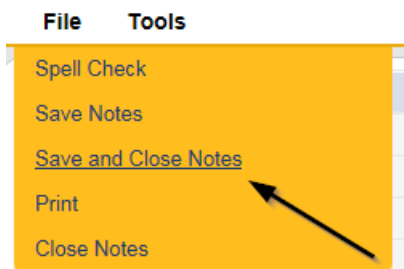 File Tools
Spell Check
Save Notes
Save and Close Notes
Print
Close Notes